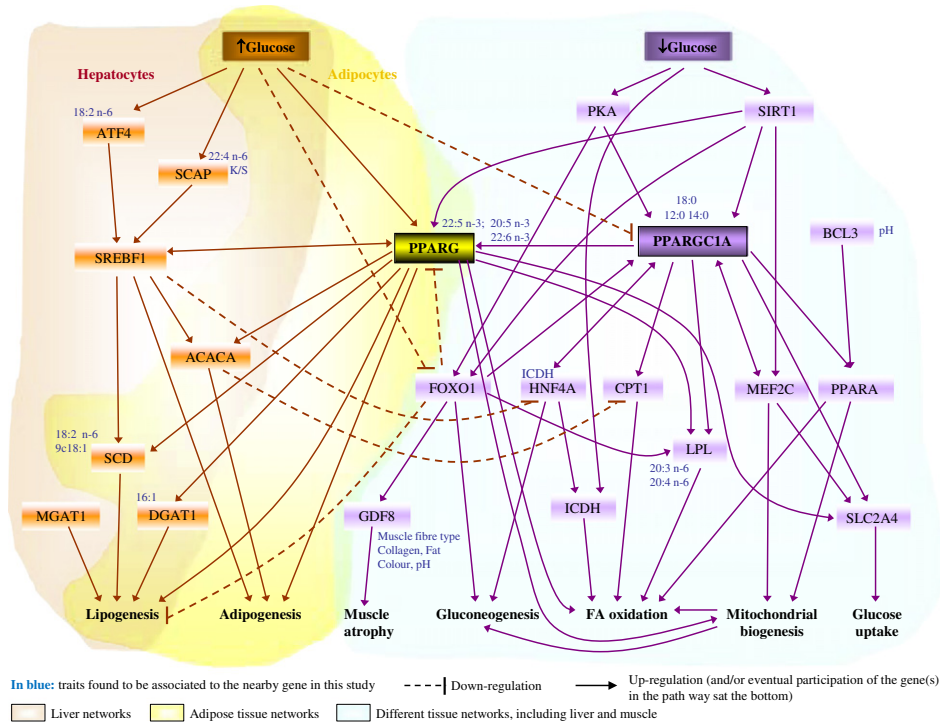 ↑Glucose
↓Glucose
Hepatocytes
Adipocytes
18:2 n-6
ATF4
PKA
SIRT1
22:4 n-6
K/S
SCAP
18:0
12:0 14:0
22:5 n-3; 20:5 n-3
22:6 n-3
PPARG
PPARGC1A
BCL3
pH
SREBF1
ACACA
ICDH
FOXO1
HNF4A
CPT1
MEF2C
PPARA
18:2 n-6
9c18:1
SCD
LPL
20:3 n-6
20:4 n-6
16:1
MGAT1
DGAT1
GDF8
ICDH
SLC2A4
Muscle fibre type
Collagen, Fat
Colour, pH
Lipogenesis
Adipogenesis
Muscle
atrophy
Gluconeogenesis
FA oxidation
Mitochondrial
biogenesis
Glucose
uptake
In blue: traits found to be associated to the nearby gene in this study
Down-regulation
Up-regulation (and/or eventual participation of the gene(s)
in the path way sat the bottom)
Liver networks
Adipose tissue networks
Different tissue networks, including liver and muscle